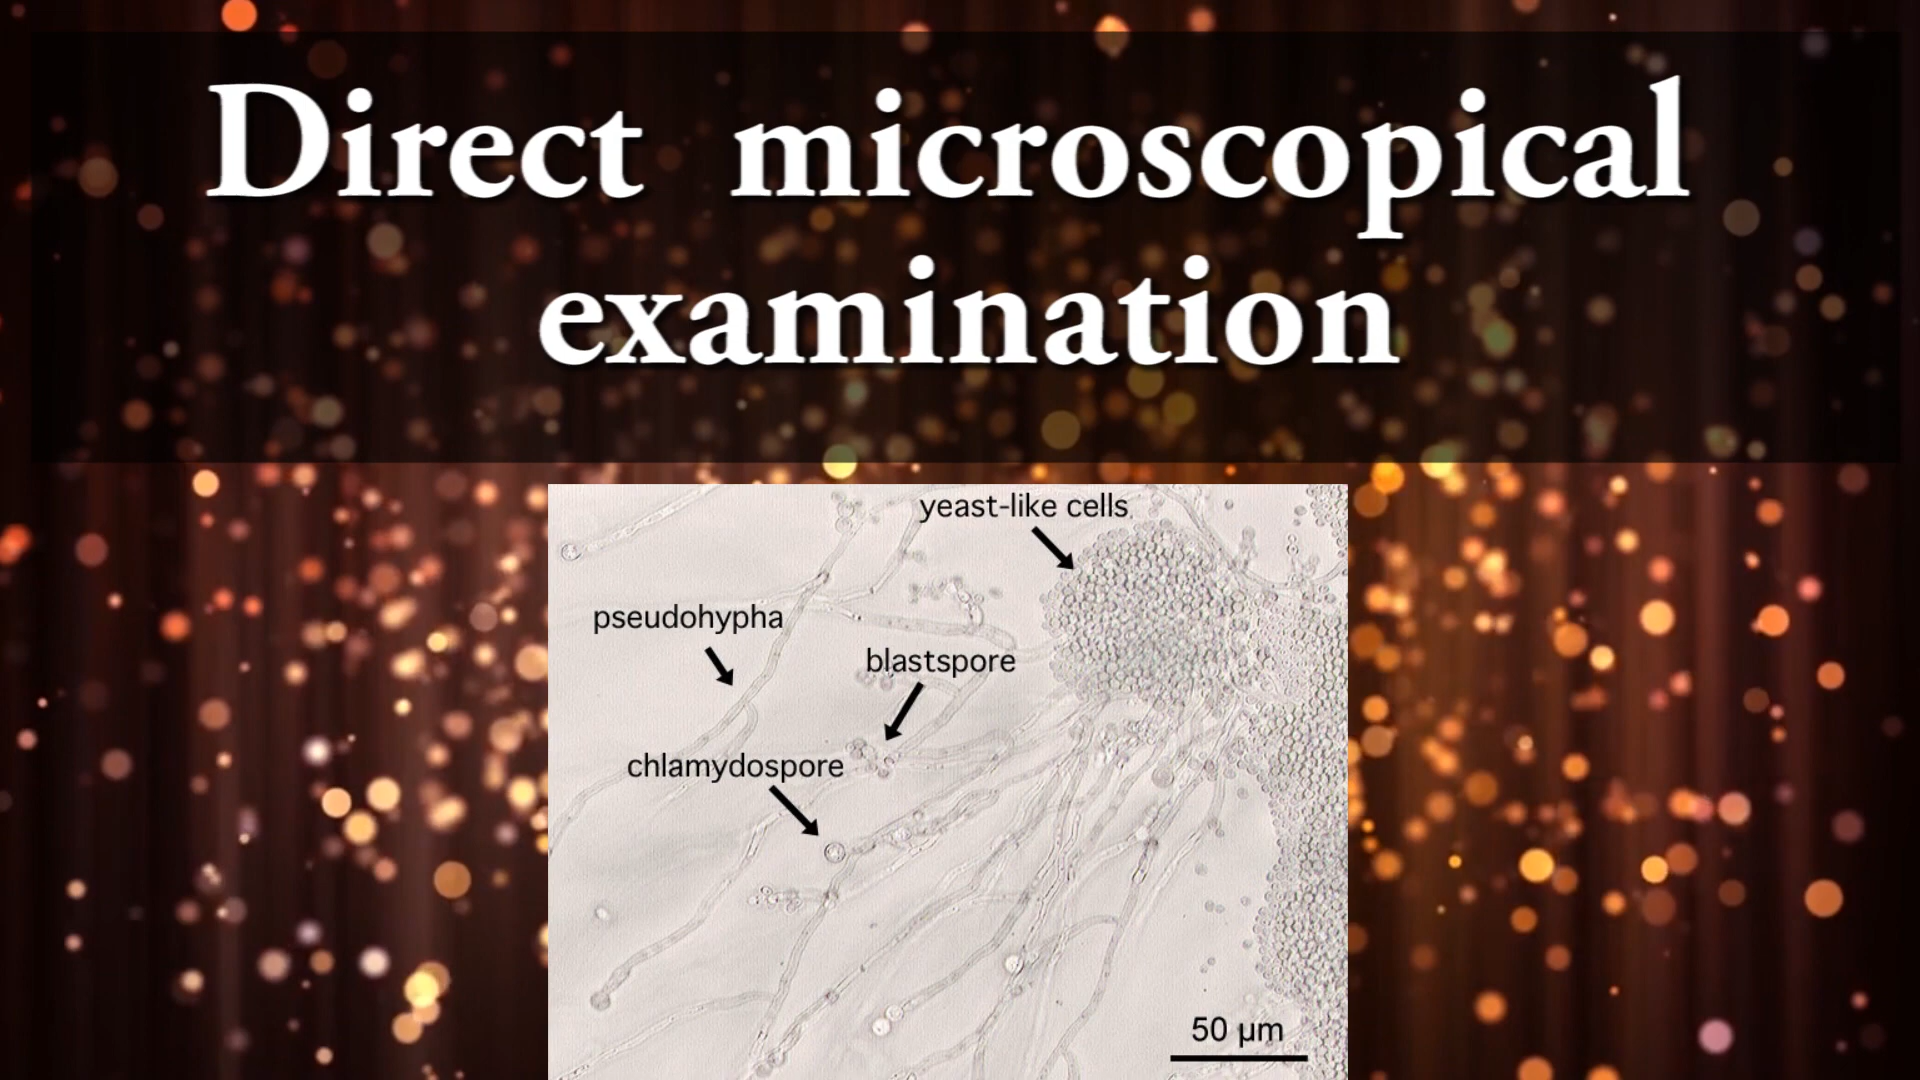 Direct microscopical
examination
yeast-like cells
pseudohypha
blastspore
chlamydospore
50 µm